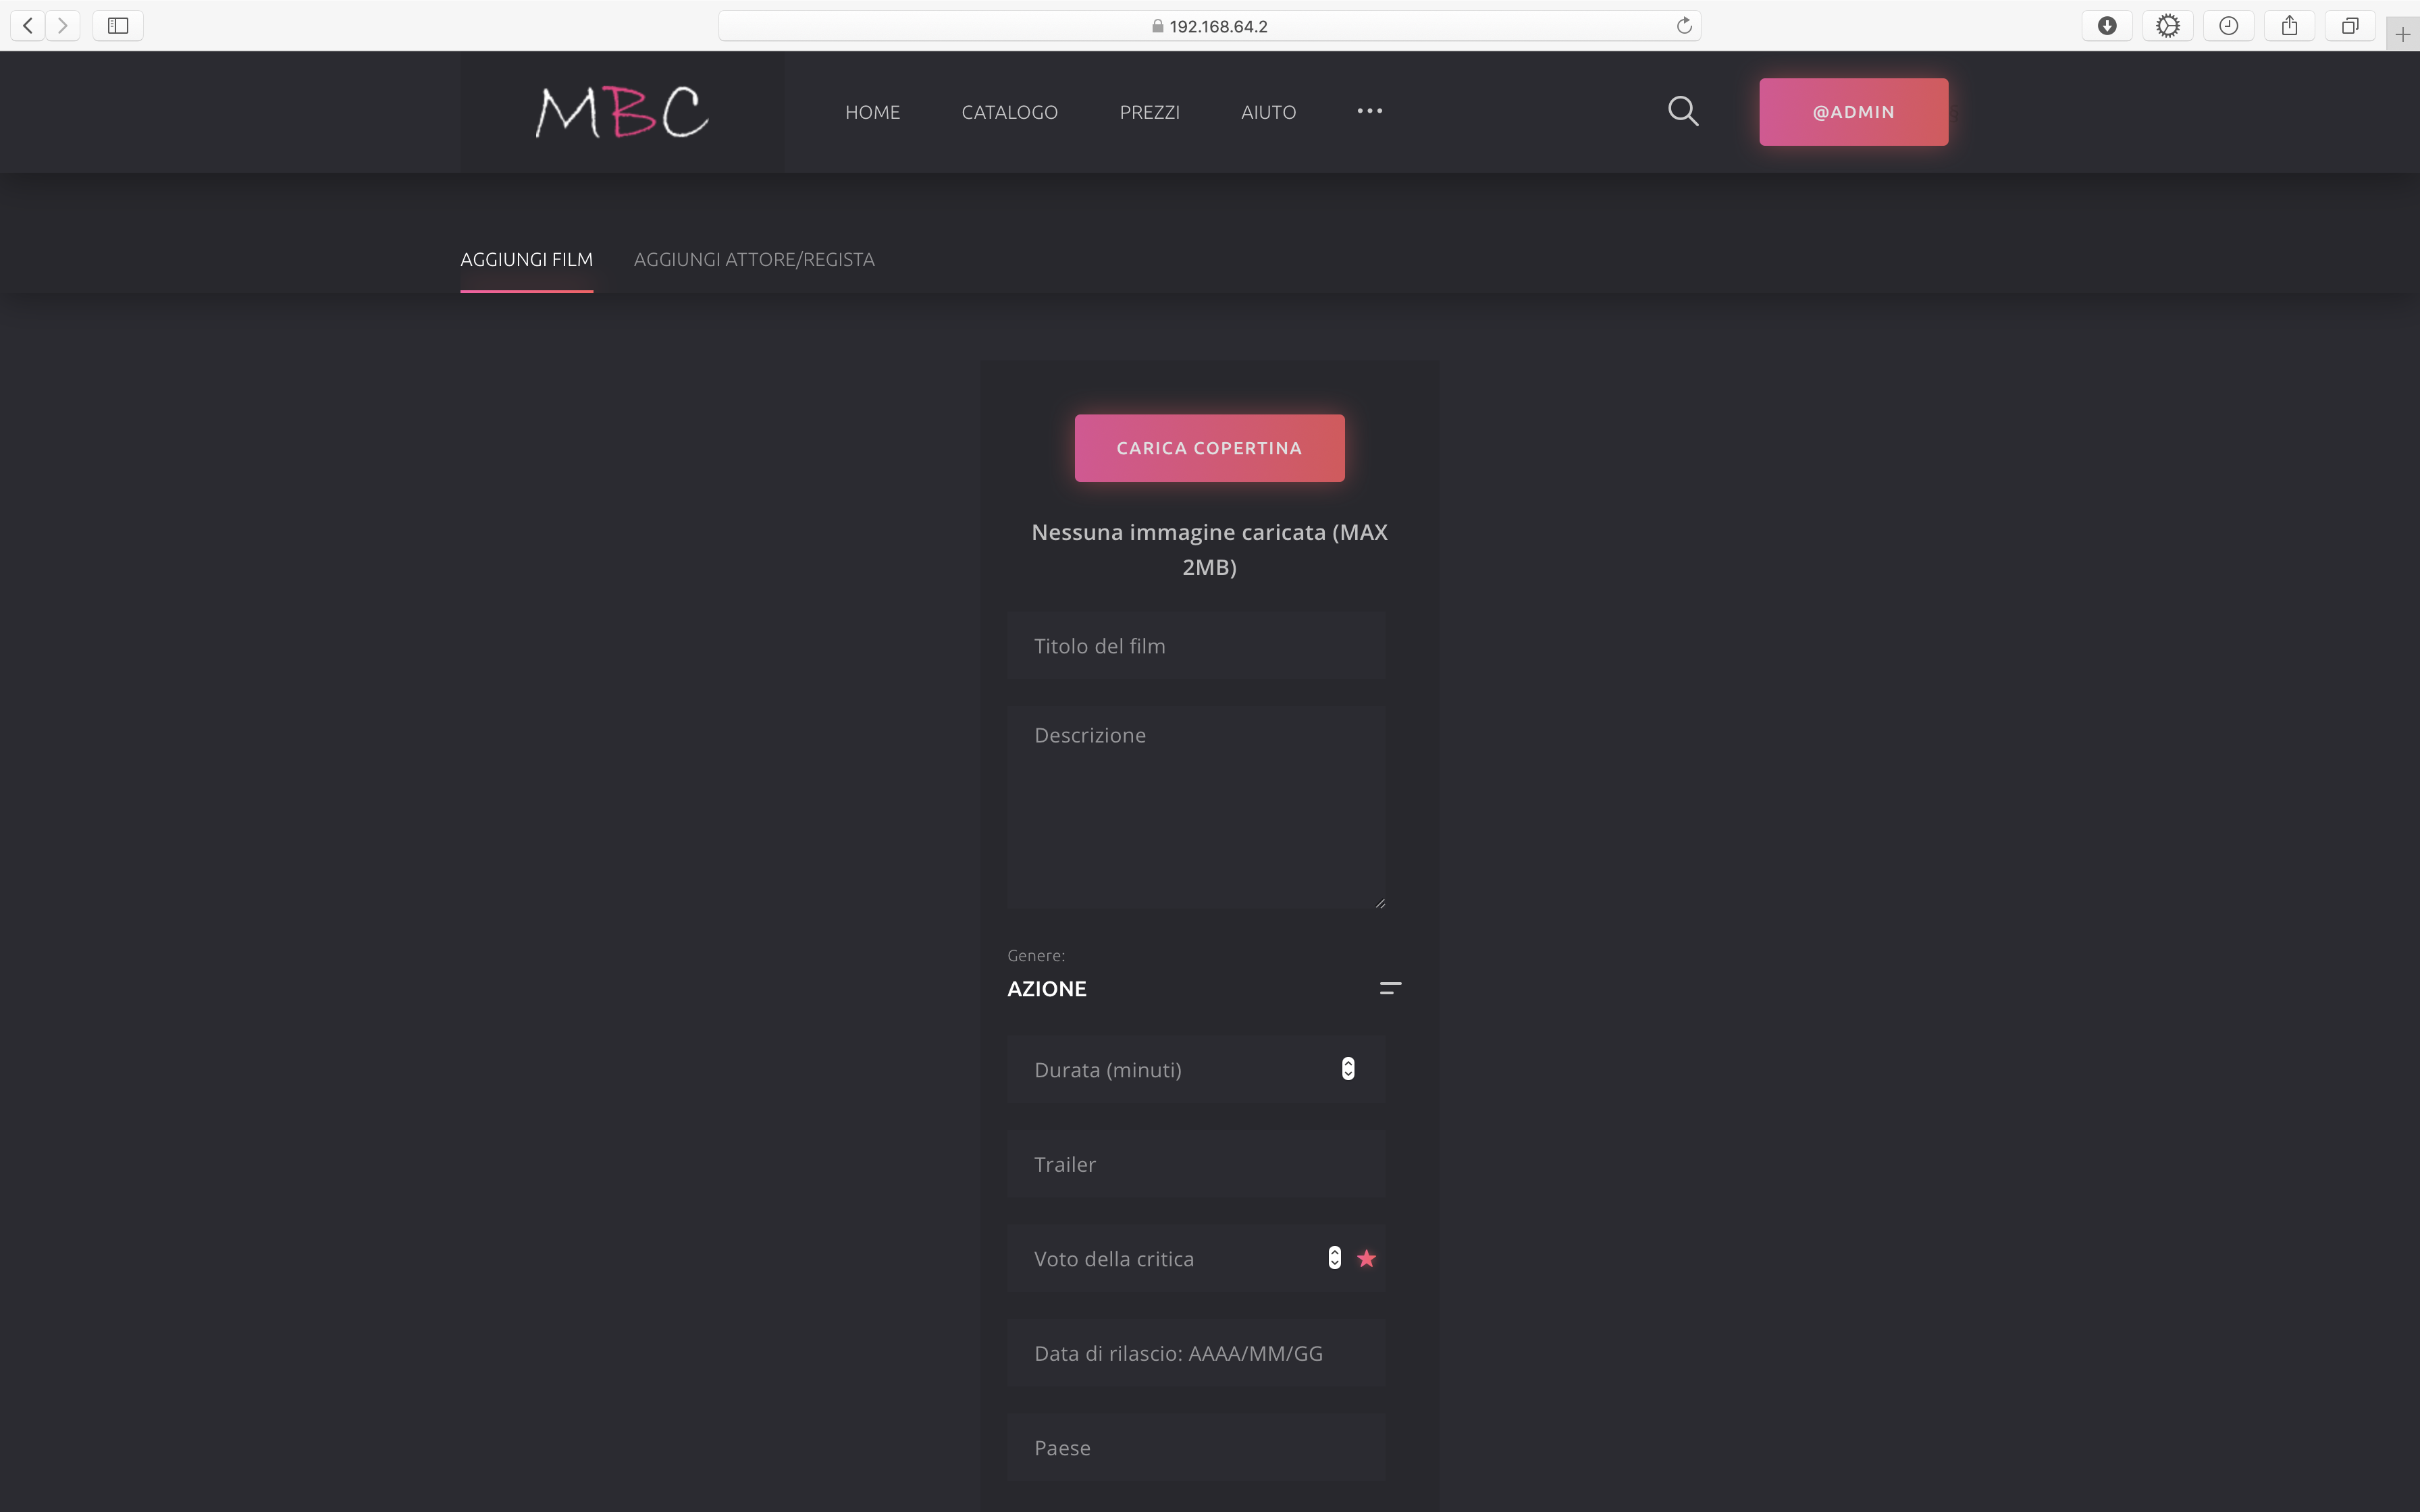 192.168.64.2
MBC
HOME CATALOGO PREZZI AIUTO ••• @ADMIN
AGGIUNGI FILM AGGIUNGI ATTORE/REGISTA
CARICA COPERTINA
Nessuna immagine caricata (MAX
2MB)
Titolo del film
Descrizione
Genere:
AZIONE
Durata (minuti)
Trailer
Voto della critica
Data di rilascio: AAAA/MM/GG
Paese